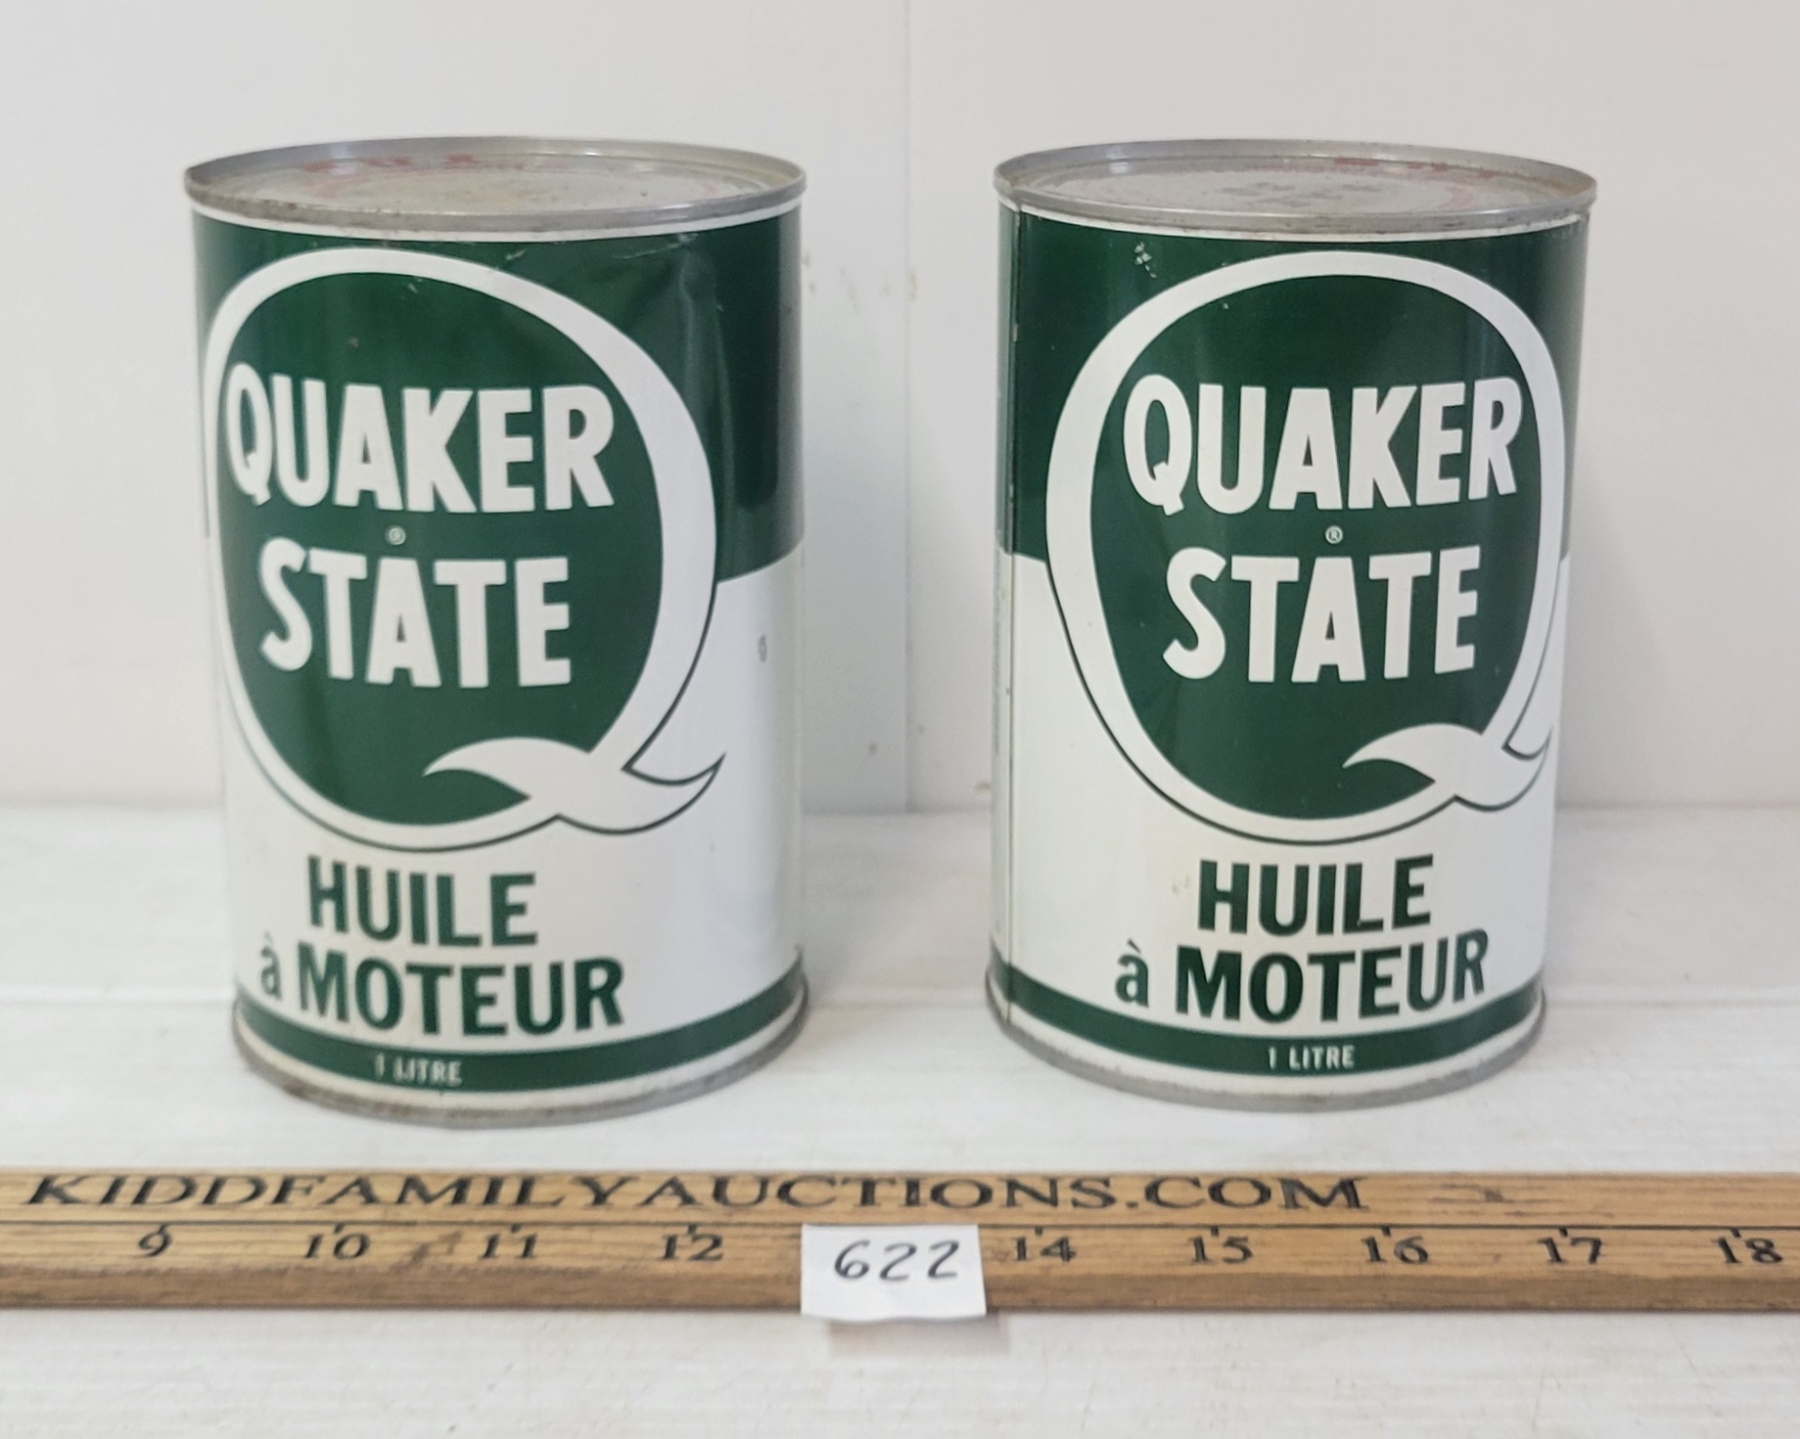 QUAKER
®
STATE
HUILE
à MOTEUR
1 LITRE
QUAKER
®
STATE
HUILE
à MOTEUR
1 LITRE
KIDDFAMILYAUCTIONS.COM
9 10 11 12 14 15 16 17 18
622